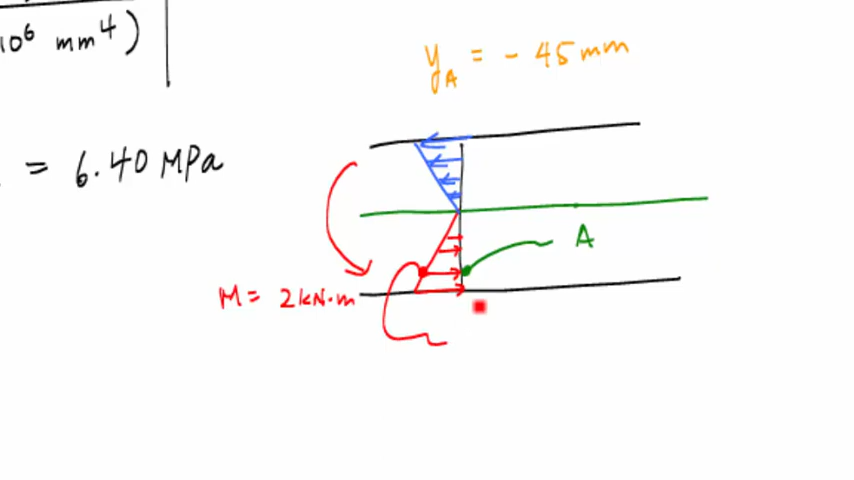 10⁶ mm⁴)
y_A = - 45 mm
= 6.40 MPa
A
M = 2 kN·m